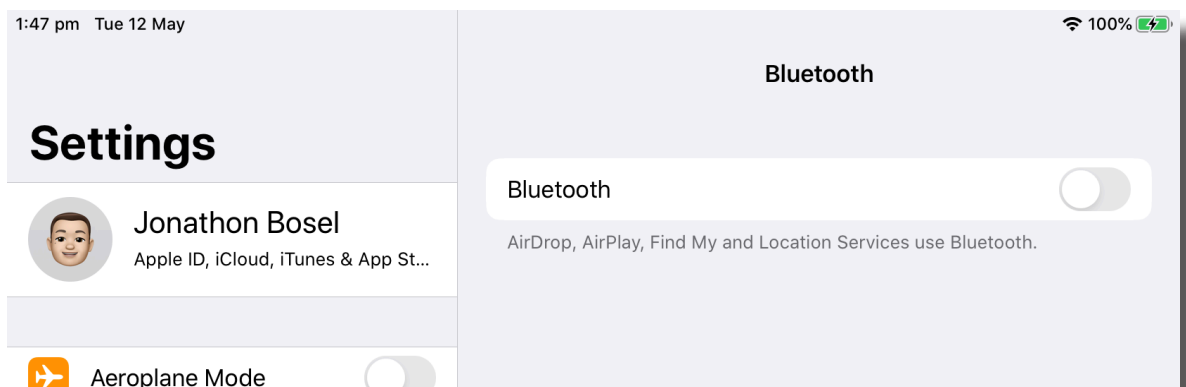 1:47 pm Tue 12 May
100%
Settings
Jonathon Bosel
Apple ID, iCloud, iTunes & App St...
Aeroplane Mode
Bluetooth
Bluetooth
AirDrop, AirPlay, Find My and Location Services use Bluetooth.